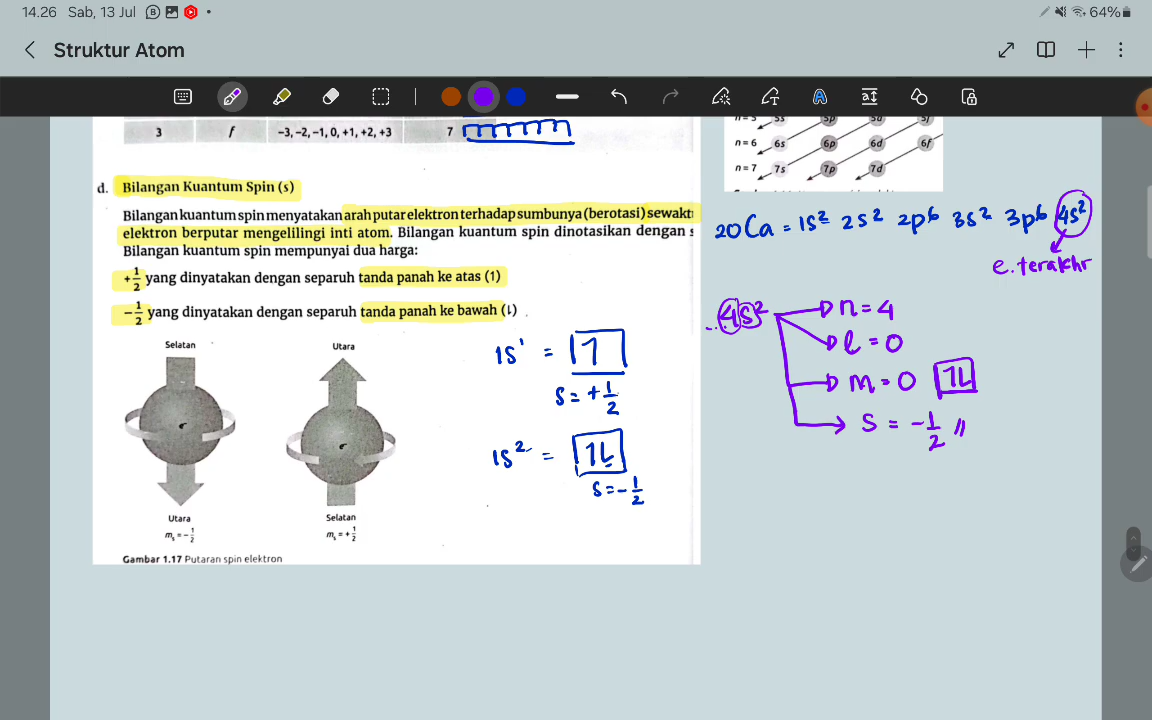 14.26 Sab, 13 Jul
64%
Struktur Atom
3 f -3, -2, -1, 0, +1, +2, +3 7
d. Bilangan Kuantum Spin (s)
Bilangan kuantum spin menyatakan arah putar elektron terhadap sumbunya (berotasi) sewakt
elektron berputar mengelilingi inti atom. Bilangan kuantum spin dinotasikan dengan s
Bilangan kuantum spin mempunyai dua harga:
+1/2 yang dinyatakan dengan separuh tanda panah ke atas (↿)
-1/2 yang dinyatakan dengan separuh tanda panah ke bawah (⇂)
Selatan
Utara
mₛ = -1/2
Utara
Selatan
mₛ = +1/2
Gambar 1.17 Putaran spin elektron
1s¹ = ↿
s = +1/2
1s² = ↿⇂
s = -1/2
5s 5p 5d 5f
n = 6 6s 6p 6d 6f
n = 7 7s 7p 7d
20Ca = 1s² 2s² 2p⁶ 3s² 3p⁶ 4s²
e. terakhr
4s²
n = 4
l = 0
m = 0 ↿⇂
s = -1/2 //